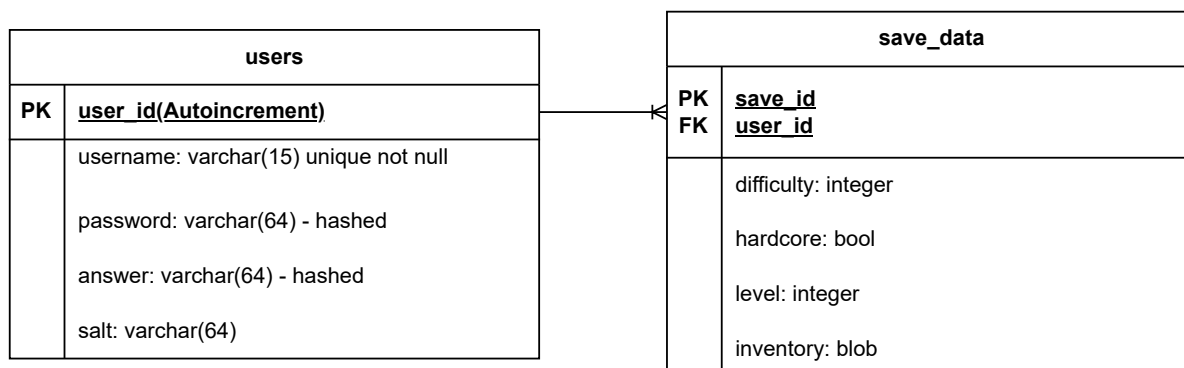 users
PK user_id(Autoincrement)
username: varchar(15) unique not null
password: varchar(64) - hashed
answer: varchar(64) - hashed
salt: varchar(64)
save_data
PK save_id
FK user_id
difficulty: integer
hardcore: bool
level: integer
inventory: blob